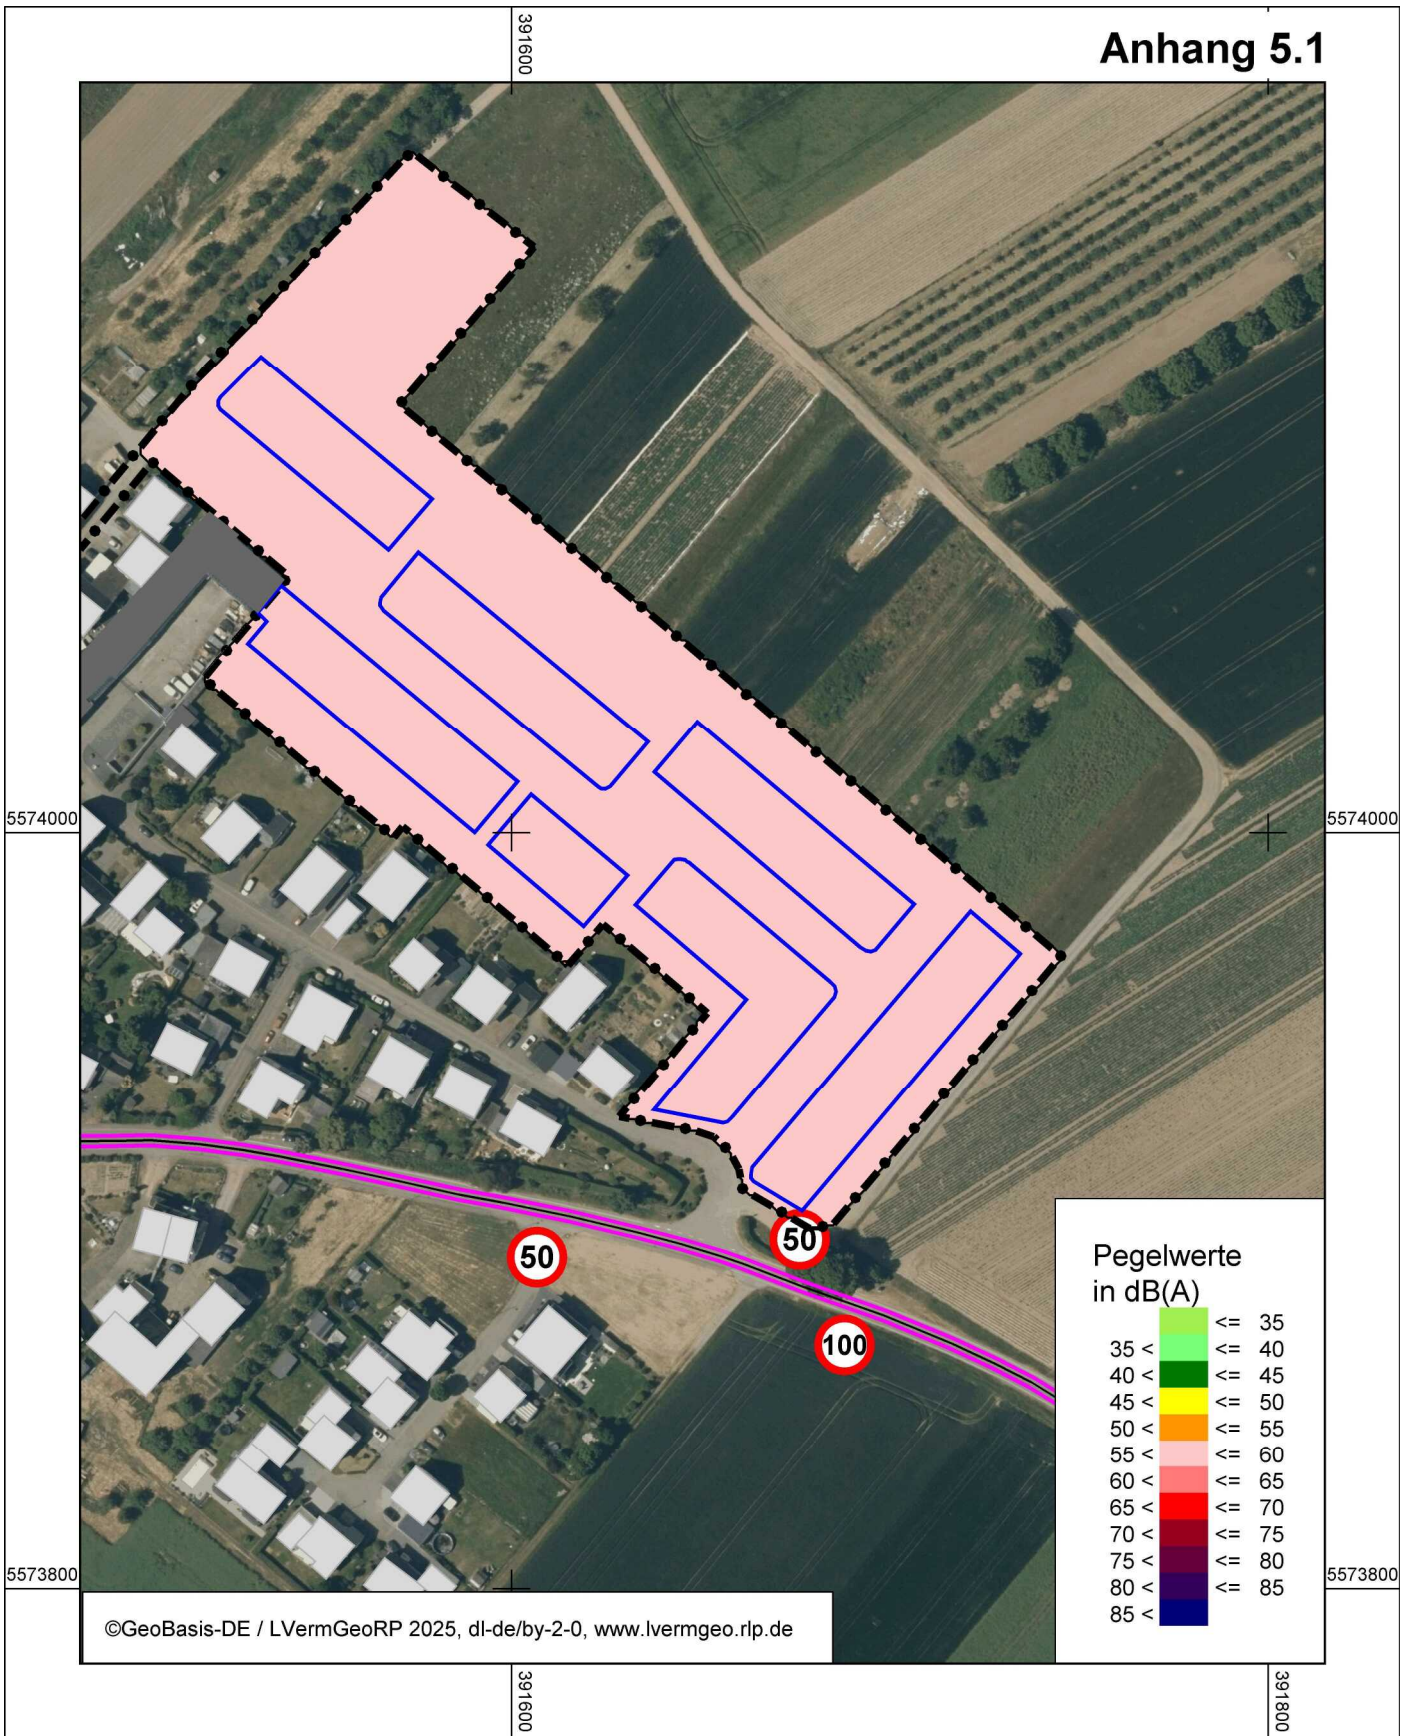 391600
Anhang 5.1
5574000
5574000
50
50
100
Pegelwerte
in dB(A)
<= 35
35 < <= 40
40 < <= 45
45 < <= 50
50 < <= 55
55 < <= 60
60 < <= 65
65 < <= 70
70 < <= 75
75 < <= 80
80 < <= 85
85 <
5573800
5573800
©GeoBasis-DE / LVermGeoRP 2025, dl-de/by-2-0, www.lvermgeo.rlp.de
391600
391800